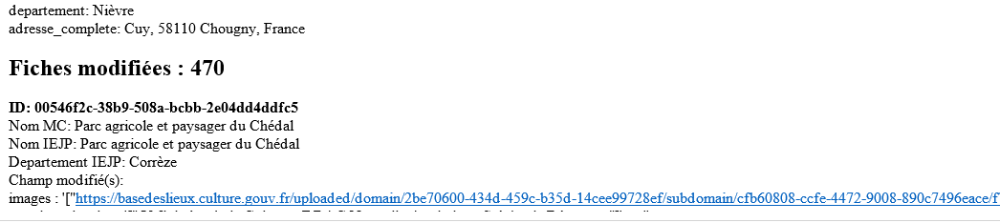 departement: Nièvre
adresse_complete: Cuy, 58110 Chougny, France
Fiches modifiées : 470
ID: 00546f2c-38b9-508a-bcbb-2e04dd4ddfc5
Nom MC: Parc agricole et paysager du Chédal
Nom IEJP: Parc agricole et paysager du Chédal
Departement IEJP: Corrèze
Champ modifié(s):
images : '["https://basedeslieux.culture.gouv.fr/uploaded/domain/2be70600-434d-459c-b35d-14cee99728ef/subdomain/cfb60808-ccfe-4472-9008-890c7496eace/f